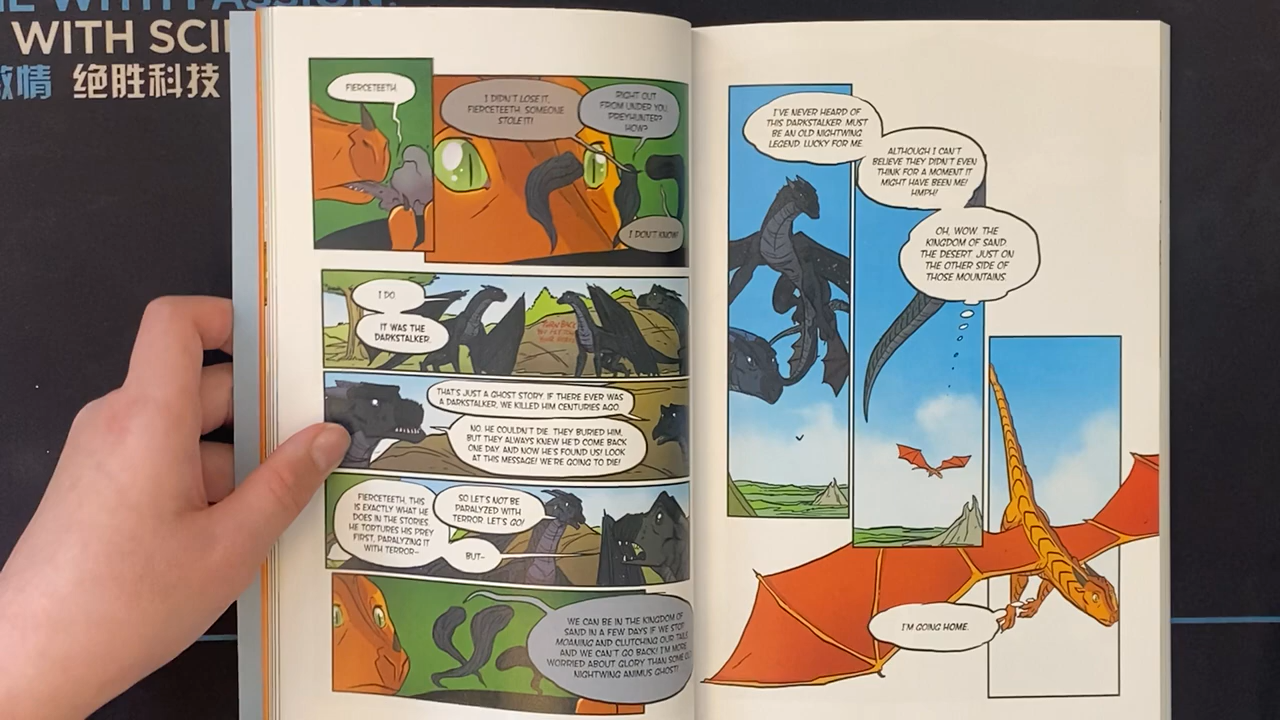 WITH PASSION.
WITH SCI
激情 绝胜科技
FIERCETEETH.
I DIDN'T LOSE IT,
FIERCETEETH. SOMEONE
STOLE IT!
RIGHT OUT
FROM UNDER YOU,
PREYHUNTER?
HOW?
I DON'T KNOW!
I DO.
IT WAS THE
DARKSTALKER.
TURN BACK
THAT'S JUST A GHOST STORY. IF THERE EVER WAS
A DARKSTALKER, WE KILLED HIM CENTURIES AGO.
NO. HE COULDN'T DIE. THEY BURIED HIM,
BUT THEY ALWAYS KNEW HE'D COME BACK
ONE DAY. AND NOW HE'S FOUND US! LOOK
AT THIS MESSAGE! WE'RE GOING TO DIE!
FIERCETEETH, THIS
IS EXACTLY WHAT HE
DOES IN THE STORIES.
HE TORTURES HIS PREY
FIRST, PARALYZING IT
WITH TERROR–
SO LET'S NOT BE
PARALYZED WITH
TERROR. LET'S GO!
BUT–
WE CAN BE IN THE KINGDOM OF
SAND IN A FEW DAYS IF WE STOP
MOANING AND CLUTCHING OUR TAILS.
AND WE CAN'T GO BACK! I'M MORE
WORRIED ABOUT GLORY THAN SOME OLD
NIGHTWING ANIMUS GHOST!
I'VE NEVER HEARD OF
THIS DARKSTALKER. MUST
BE AN OLD NIGHTWING
LEGEND. LUCKY FOR ME.
ALTHOUGH I CAN'T
BELIEVE THEY DIDN'T EVEN
THINK FOR A MOMENT IT
MIGHT HAVE BEEN ME!
HMPH!
OH, WOW. THE
KINGDOM OF SAND.
THE DESERT. JUST ON
THE OTHER SIDE OF
THOSE MOUNTAINS.
I'M GOING HOME.